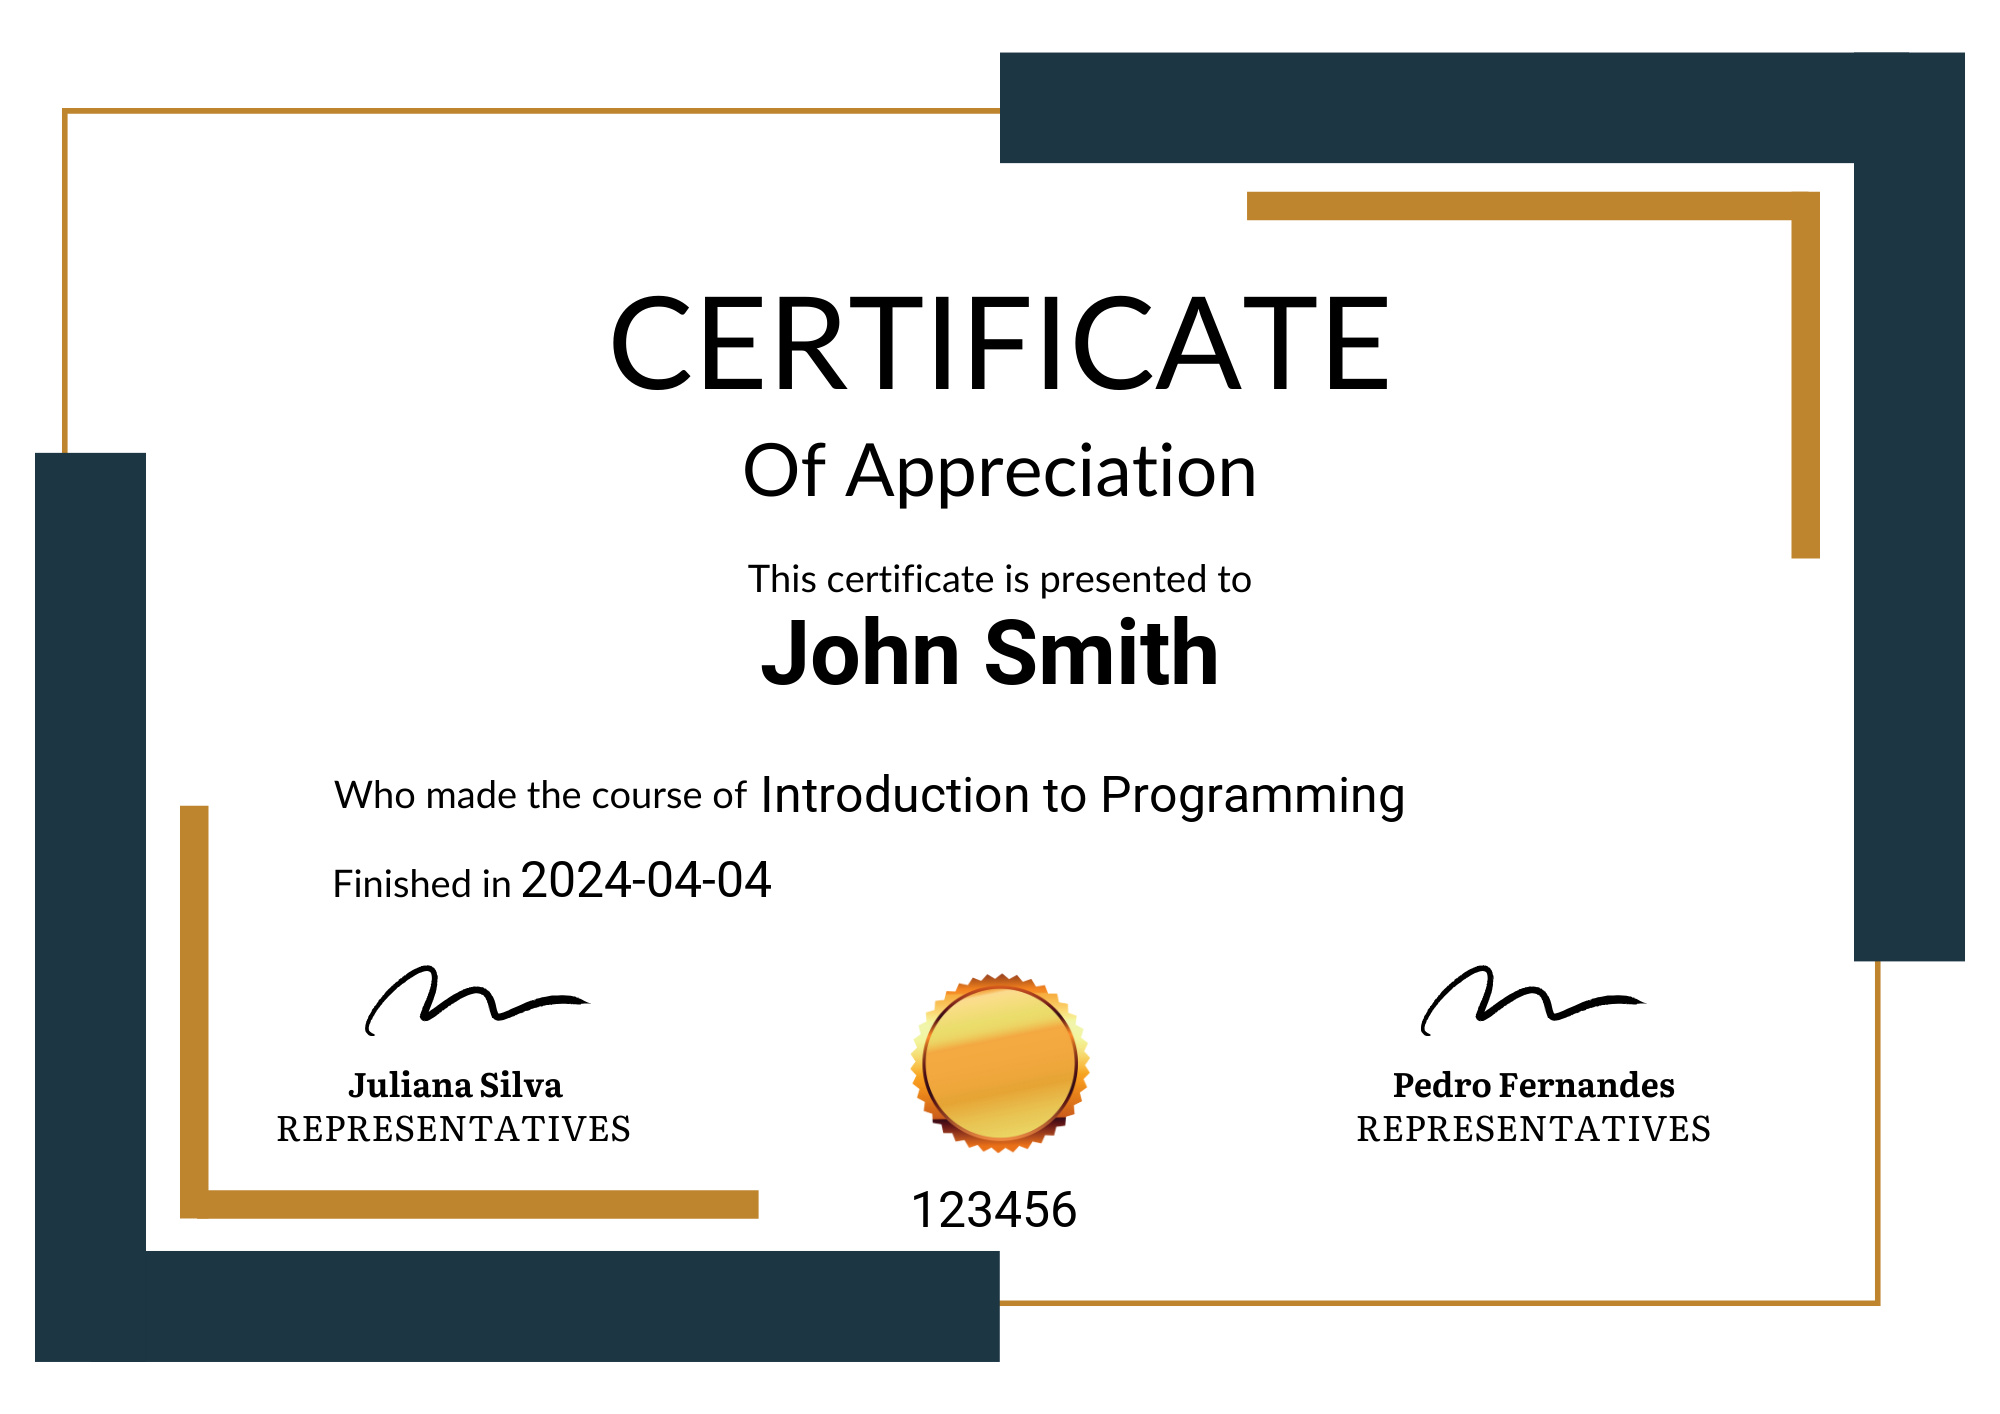 CERTIFICATE
Of Appreciation
This certificate is presented to
John Smith
Who made the course of Introduction to Programming
Finished in 2024-04-04
Juliana Silva
REPRESENTATIVES
Pedro Fernandes
REPRESENTATIVES
123456